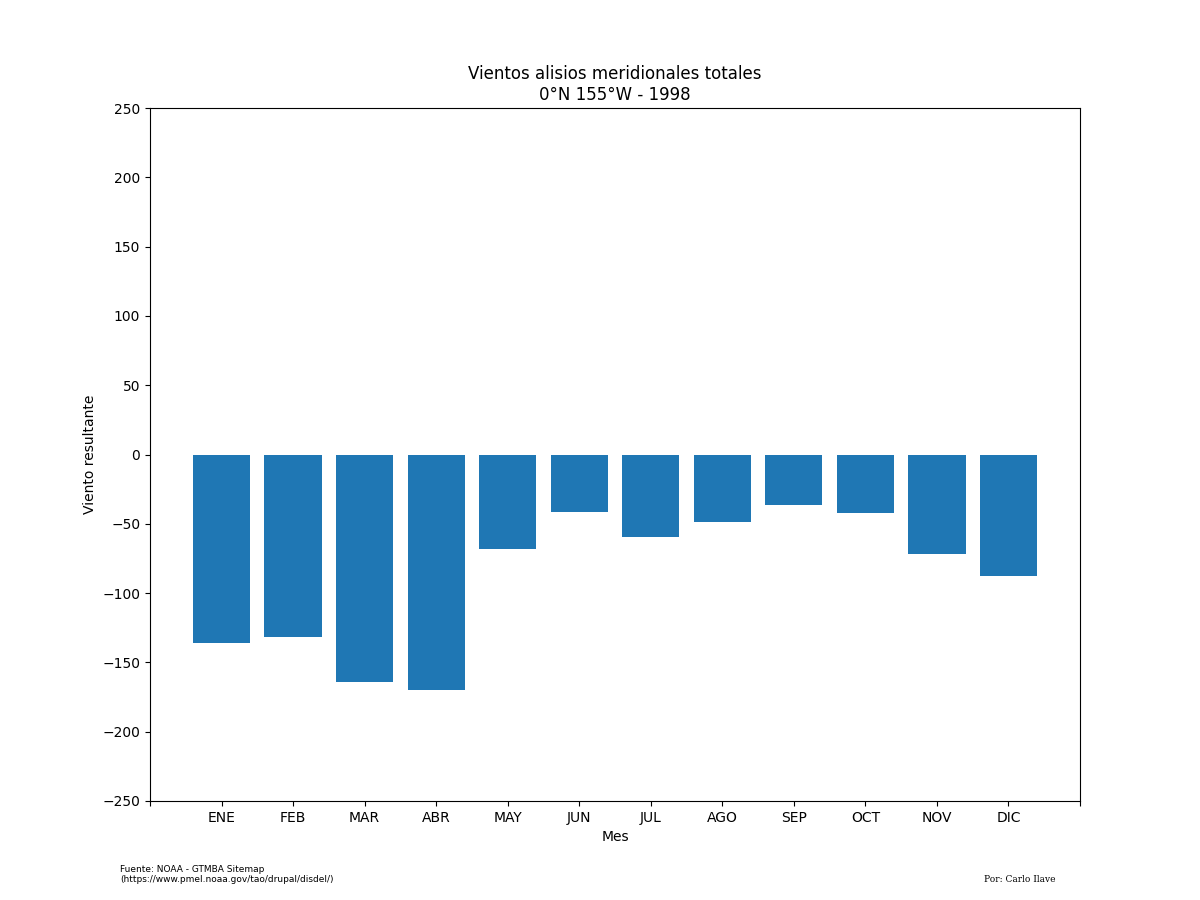 Vientos alisios meridionales totales
0°N 155°W - 1998
250
200
150
100
50
0
−50
−100
−150
−200
−250
Viento resultante
ENE FEB MAR ABR MAY JUN JUL AGO SEP OCT NOV DIC
Mes
Fuente: NOAA - GTMBA Sitemap
(https://www.pmel.noaa.gov/tao/drupal/disdel/)
Por: Carlo Ilave